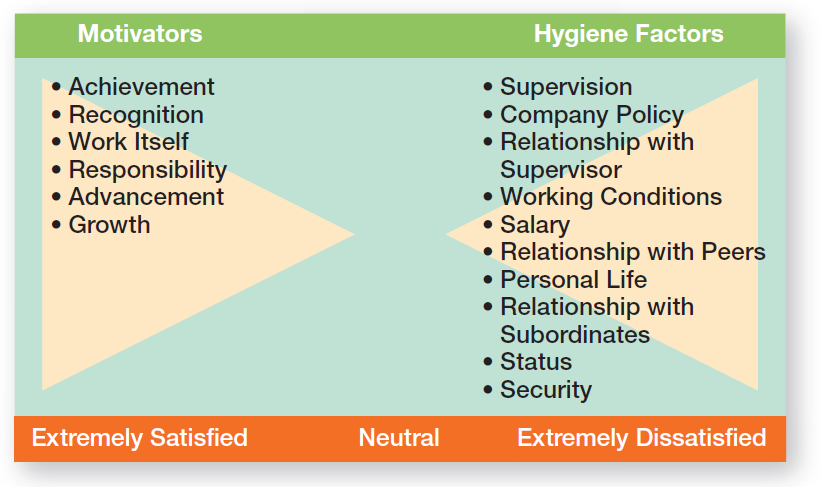 Motivators
Hygiene Factors
• Achievement
• Recognition
• Work Itself
• Responsibility
• Advancement
• Growth
• Supervision
• Company Policy
• Relationship with
Supervisor
• Working Conditions
• Salary
• Relationship with Peers
• Personal Life
• Relationship with
Subordinates
• Status
• Security
Extremely Satisfied
Neutral
Extremely Dissatisfied